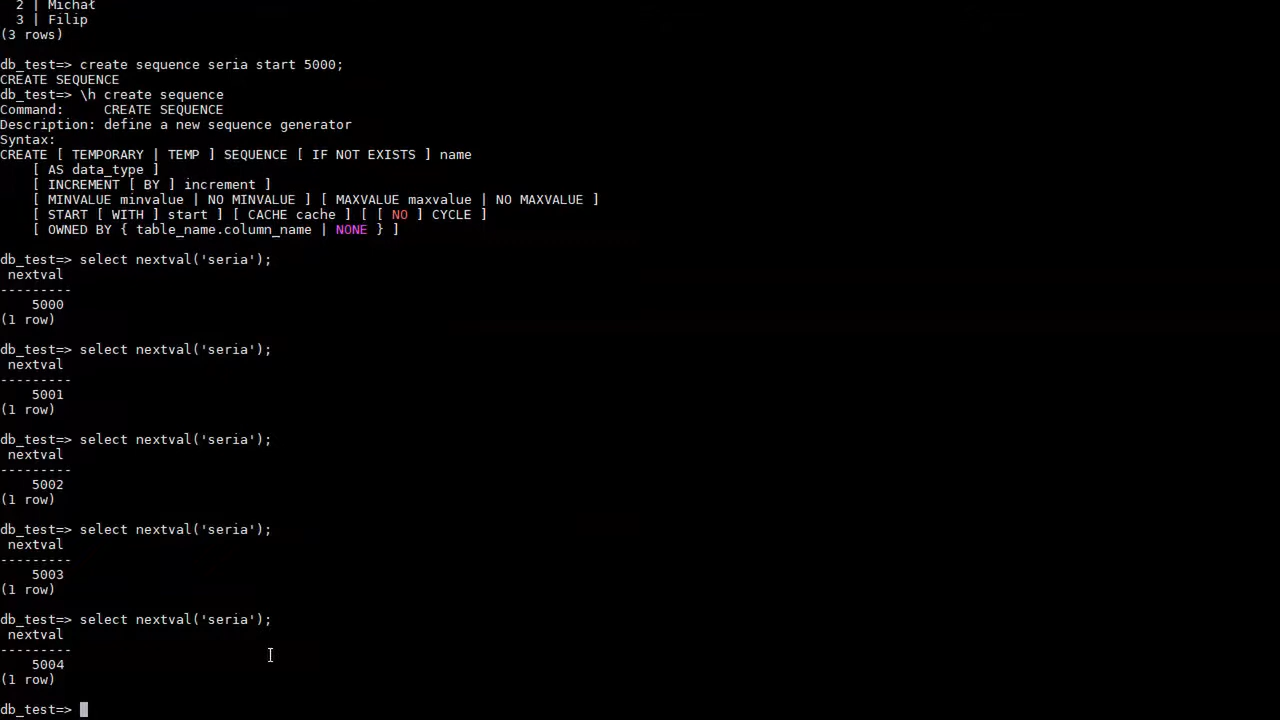 2 | Michał
3 | Filip
(3 rows)
db_test=> create sequence seria start 5000;
CREATE SEQUENCE
db_test=> \h create sequence
Command:     CREATE SEQUENCE
Description: define a new sequence generator
Syntax:
CREATE [ TEMPORARY | TEMP ] SEQUENCE [ IF NOT EXISTS ] name
    [ AS data_type ]
    [ INCREMENT [ BY ] increment ]
    [ MINVALUE minvalue | NO MINVALUE ] [ MAXVALUE maxvalue | NO MAXVALUE ]
    [ START [ WITH ] start ] [ CACHE cache ] [ [ NO ] CYCLE ]
    [ OWNED BY { table_name.column_name | NONE } ]
db_test=> select nextval('seria');
 nextval
---------
    5000
(1 row)
db_test=> select nextval('seria');
 nextval
---------
    5001
(1 row)
db_test=> select nextval('seria');
 nextval
---------
    5002
(1 row)
db_test=> select nextval('seria');
 nextval
---------
    5003
(1 row)
db_test=> select nextval('seria');
 nextval
---------
    5004
(1 row)
db_test=>